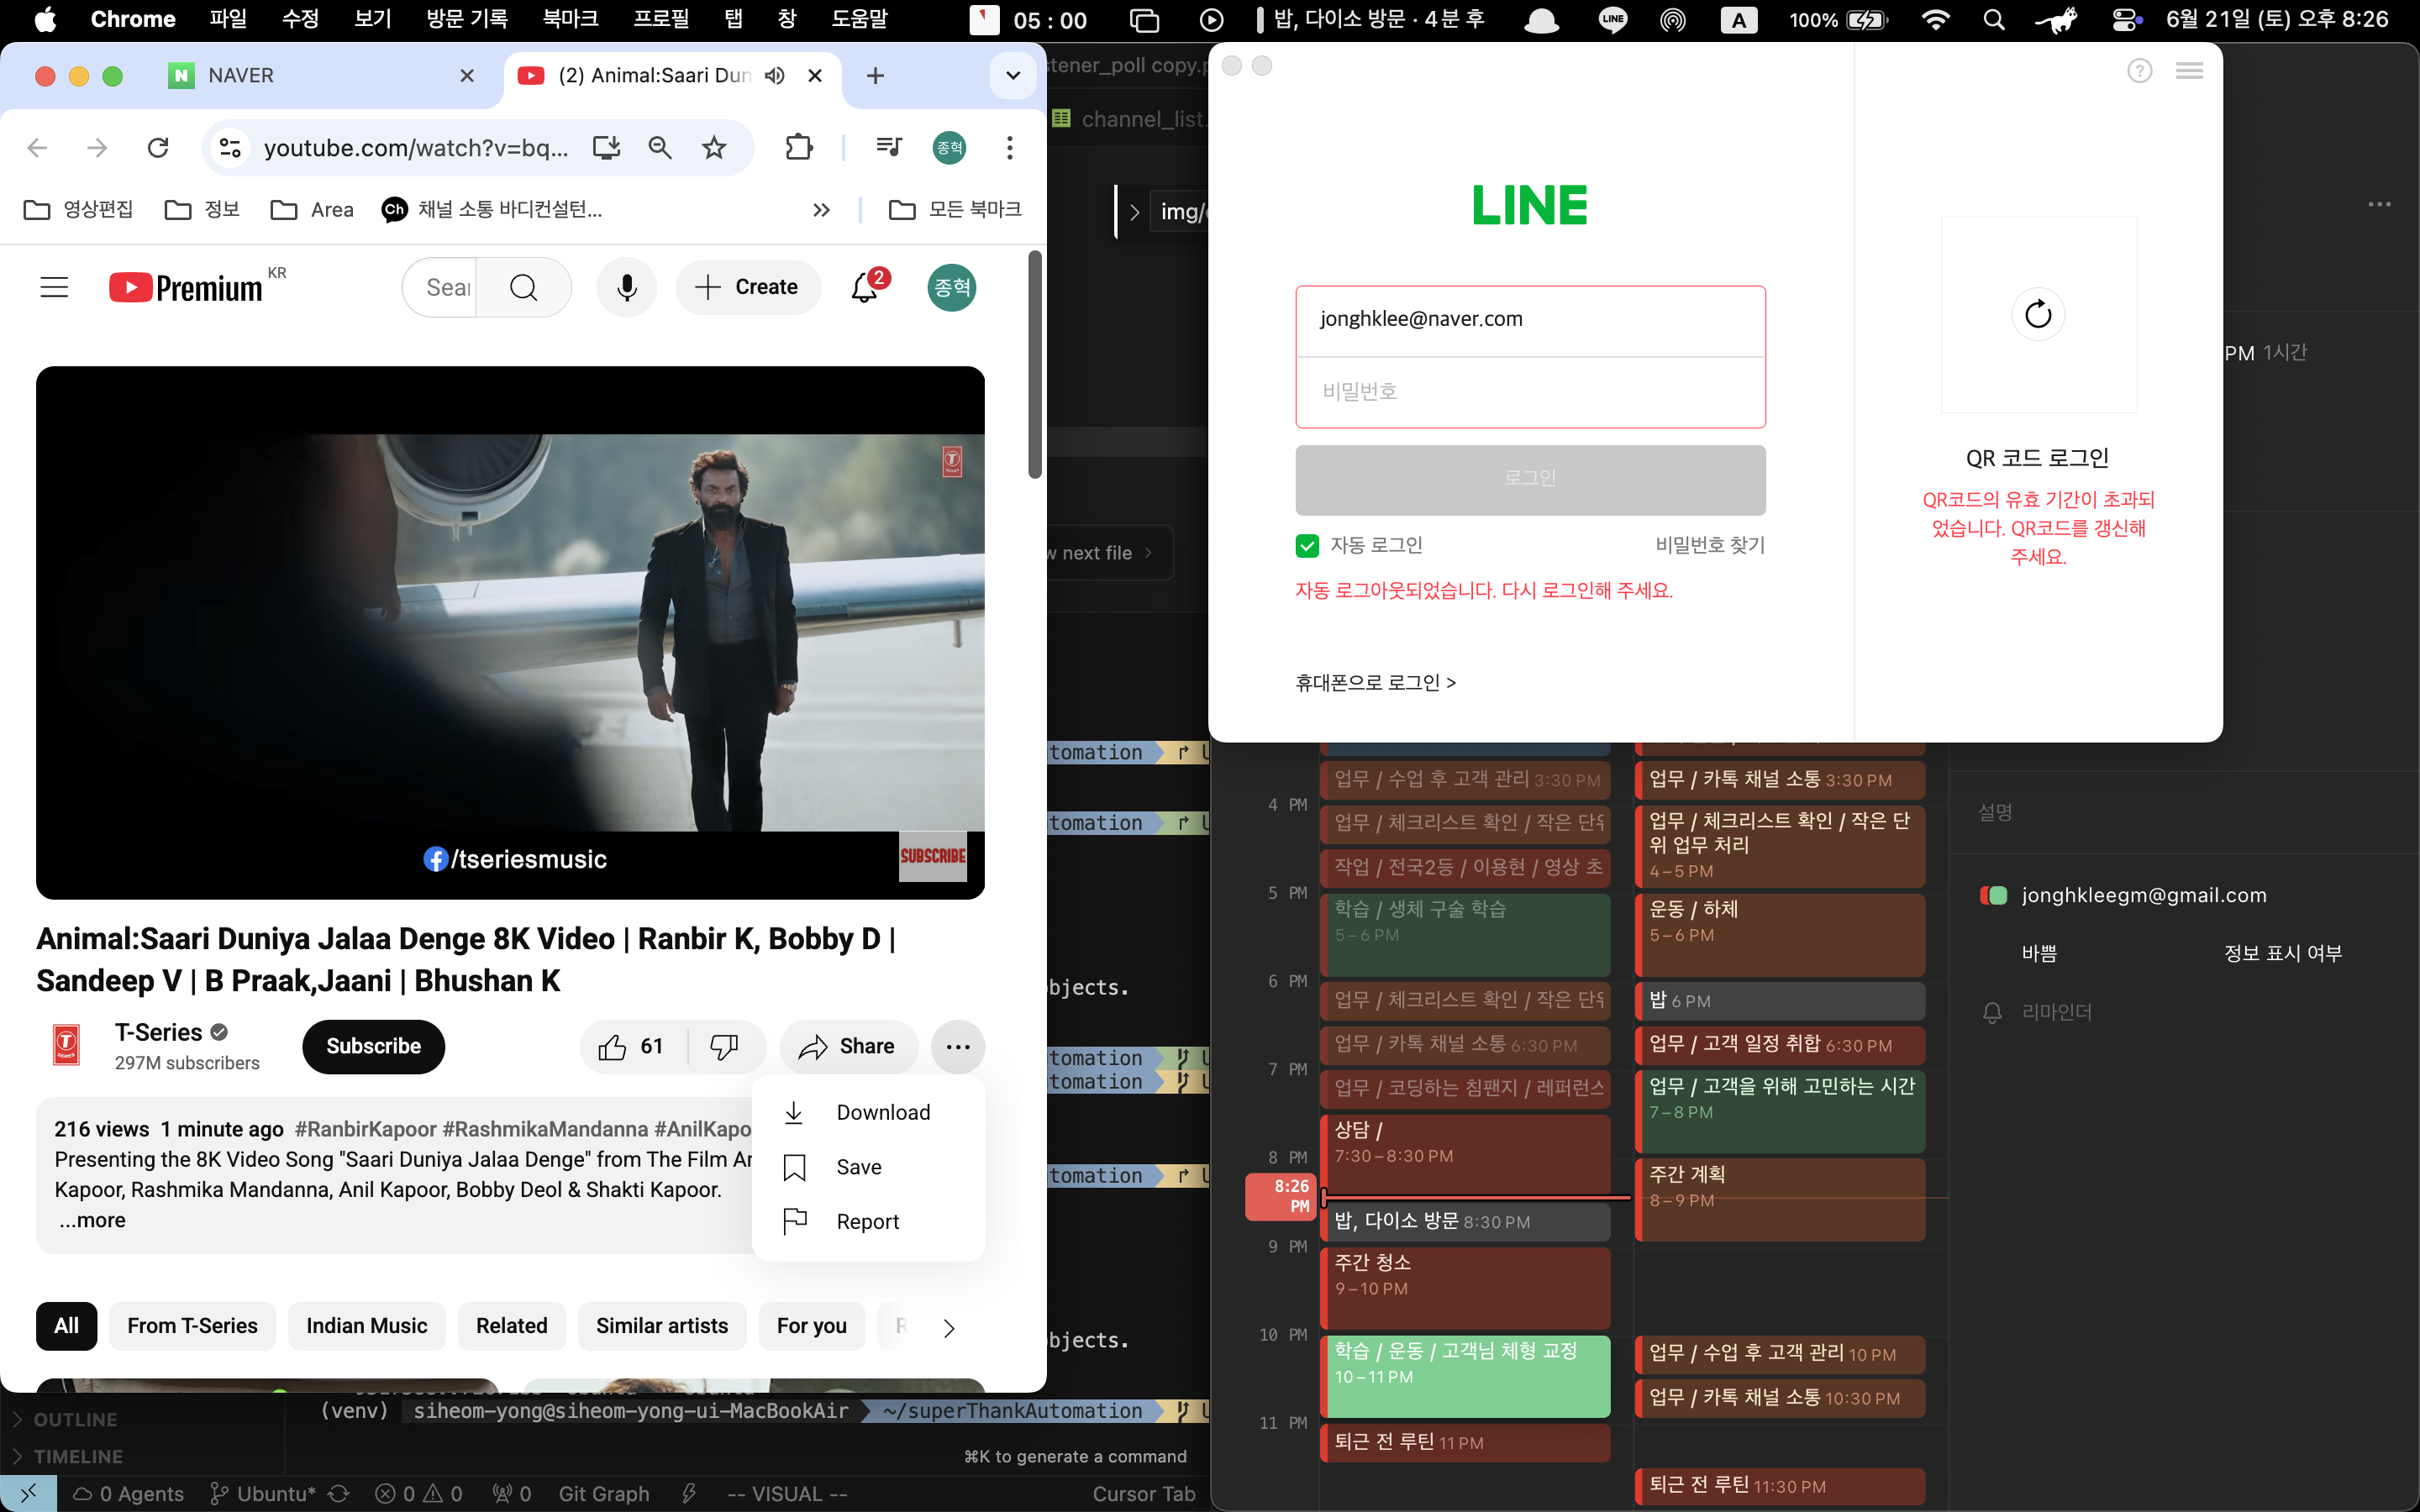 Chrome 파일 수정 보기 방문 기록 북마크 프로필 탭 창 도움말 05 : 00 밥, 다이소 방문 · 4분 후 LINE A 100% 6월 21일 (토) 오후 8:26
NAVER
(2) Animal:Saari Dun
youtube.com/watch?v=bq...
종혁
영상편집 정보 Area 채널 소통 바디컨설턴... 모든 북마크
Premium KR
Create
2
종혁
SUBSCRIBE
/tseriesmusic
Animal:Saari Duniya Jalaa Denge 8K Video | Ranbir K, Bobby D |
Sandeep V | B Praak,Jaani | Bhushan K
T-Series
297M subscribers
Subscribe
61
Share
Download
Save
Report
216 views 1 minute ago #RanbirKapoor #RashmikaMandanna #AnilKapo
Presenting the 8K Video Song "Saari Duniya Jalaa Denge" from The Film
Kapoor, Rashmika Mandanna, Anil Kapoor, Bobby Deol & Shakti Kapoor.
...more
All From T-Series Indian Music Related Similar artists For you
stener_poll copy.p
channel_list.
img/
next file
tomation
tomation
bjects.
tomation
tomation
tomation
bjects.
OUTLINE
TIMELINE
(venv) siheom-yong@siheom-yong-ui-MacBookAir ~/superThankAutomation
⌘K to generate a command
0 Agents Ubuntu* 0 0 0 Git Graph -- VISUAL -- Cursor Tab
LINE
jonghklee@naver.com
비밀번호
로그인
자동 로그인 비밀번호 찾기
자동 로그아웃되었습니다. 다시 로그인해 주세요.
휴대폰으로 로그인 >
QR 코드 로그인
QR코드의 유효 기간이 초과되
었습니다. QR코드를 갱신해
주세요.
PM 1시간
4 PM
5 PM
6 PM
7 PM
8 PM
8:26
PM
9 PM
10 PM
11 PM
업무 / 수업 후 고객 관리 3:30 PM
업무 / 체크리스트 확인 / 작은 단위
작업 / 전국2등 / 이용현 / 영상 초
학습 / 생체 구술 학습
5 – 6 PM
업무 / 체크리스트 확인 / 작은 단위
업무 / 카톡 채널 소통 6:30 PM
업무 / 코딩하는 침팬지 / 레퍼런스
상담 /
7:30 – 8:30 PM
밥, 다이소 방문 8:30 PM
주간 청소
9 – 10 PM
학습 / 운동 / 고객님 체형 교정
10 – 11 PM
퇴근 전 루틴 11 PM
업무 / 카톡 채널 소통 3:30 PM
업무 / 체크리스트 확인 / 작은 단
위 업무 처리
4 – 5 PM
운동 / 하체
5 – 6 PM
밥 6 PM
업무 / 고객 일정 취합 6:30 PM
업무 / 고객을 위해 고민하는 시간
7 – 8 PM
주간 계획
8 – 9 PM
업무 / 수업 후 고객 관리 10 PM
업무 / 카톡 채널 소통 10:30 PM
퇴근 전 루틴 11:30 PM
설명
jonghkleegm@gmail.com
바쁨 정보 표시 여부
리마인더